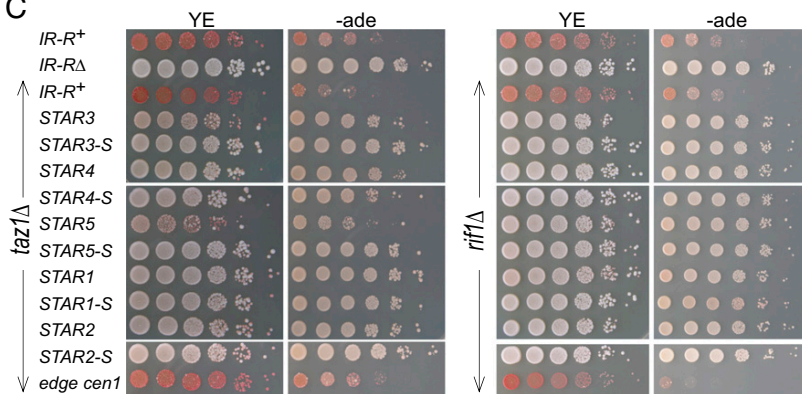 C
YE -ade YE -ade
IR-R+
IR-RΔ
IR-R+
STAR3
STAR3-S
STAR4
STAR4-S
STAR5
STAR5-S
STAR1
STAR1-S
STAR2
STAR2-S
edge cen1
taz1Δ
rif1Δ